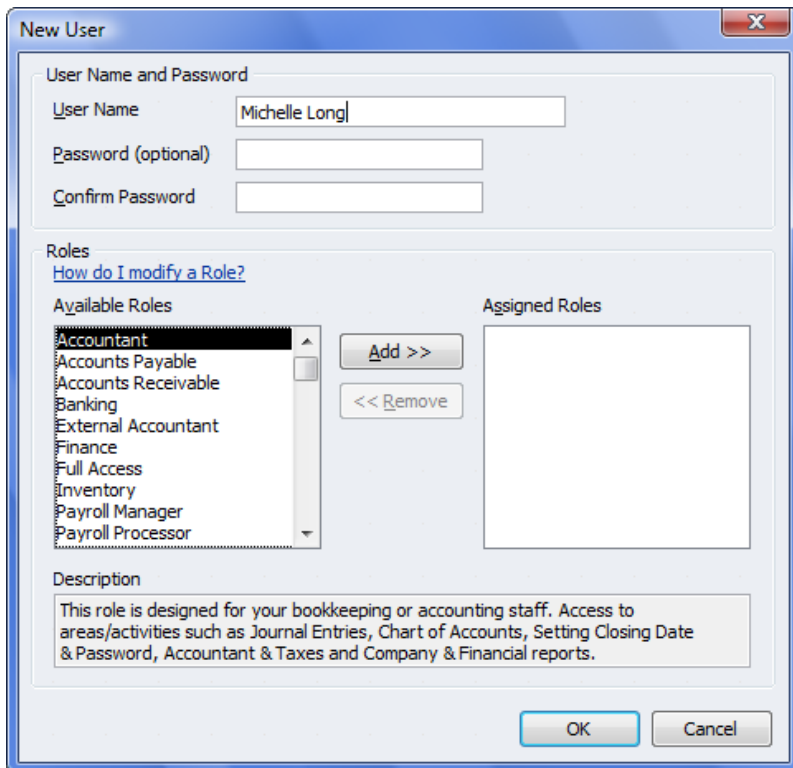 New User
User Name and Password
User Name
Michelle Long
Password (optional)
Confirm Password
Roles
How do I modify a Role?
Available Roles
Assigned Roles
Accountant
Accounts Payable
Accounts Receivable
Banking
External Accountant
Finance
Full Access
Inventory
Payroll Manager
Payroll Processor
Add >>
<< Remove
Description
This role is designed for your bookkeeping or accounting staff. Access to
areas/activities such as Journal Entries, Chart of Accounts, Setting Closing Date
& Password, Accountant & Taxes and Company & Financial reports.
OK
Cancel